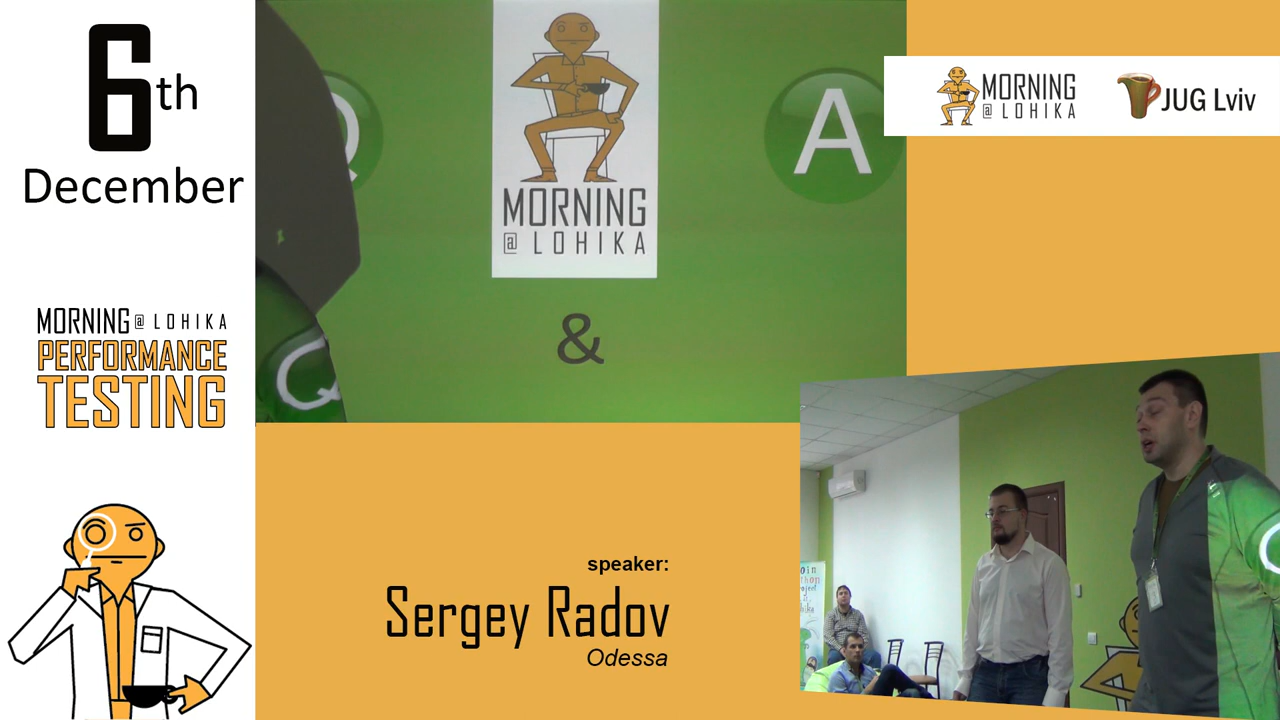 6th
December
MORNING
@ LOHIKA
PERFORMANCE
TESTING
Q
A
MORNING
@ LOHIKA
&
Q
MORNING
@ LOHIKA
JUG Lviv
speaker:
Sergey Radov
Odessa